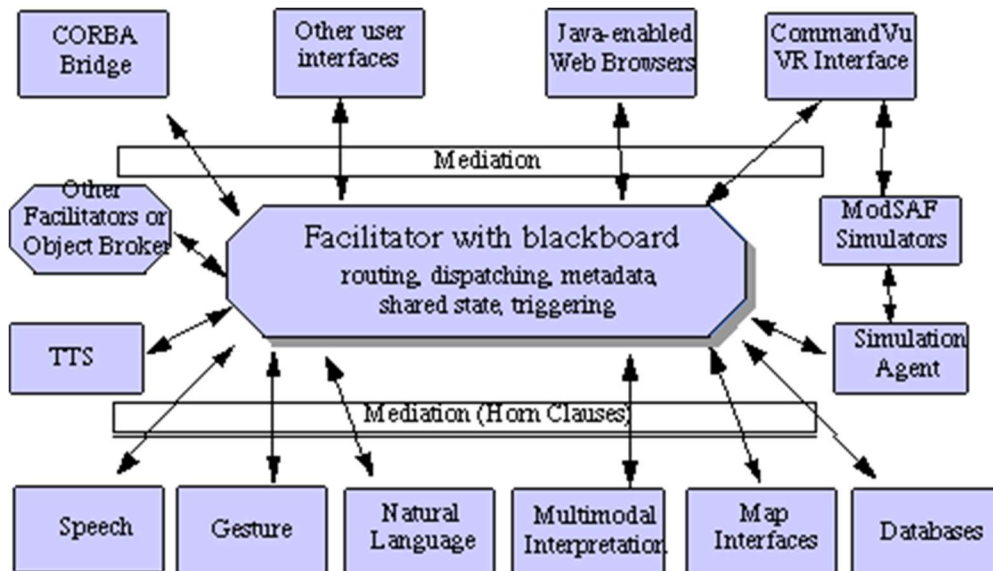 CORBA
Bridge
Other user
interfaces
Java-enabled
Web Browsers
CommandVu
VR Interface
Mediation
Other
Facilitators or
Object Broker
Facilitator with blackboard
routing, dispatching, metadata,
shared state, triggering
ModSAF
Simulators
TTS
Simulation
Agent
Mediation (Horn Clauses)
Speech
Gesture
Natural
Language
Multimodal
Interpretation
Map
Interfaces
Databases